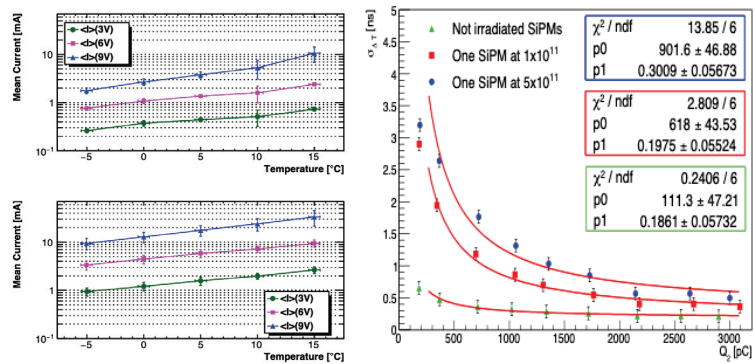 Mean Current [mA]
<I>(3V)
<I>(6V)
<I>(9V)
10
1
10⁻¹
-5
0
5
10
15
Temperature [°C]
Mean Current [mA]
10
1
10⁻¹
<I>(3V)
<I>(6V)
<I>(9V)
-5
0
5
10
15
Temperature [°C]
σΔT [ns]
5
4.5
4
3.5
3
2.5
2
1.5
1
0.5
0
Not irradiated SiPMs
One SiPM at 1x10¹¹
One SiPM at 5x10¹¹
χ² / ndf 13.85 / 6
p0 901.6 ± 46.88
p1 0.3009 ± 0.05673
χ² / ndf 2.809 / 6
p0 618 ± 43.53
p1 0.1975 ± 0.05524
χ² / ndf 0.2406 / 6
p0 111.3 ± 47.21
p1 0.1861 ± 0.05732
0 500 1000 1500 2000 2500 3000
Q₂ [pC]